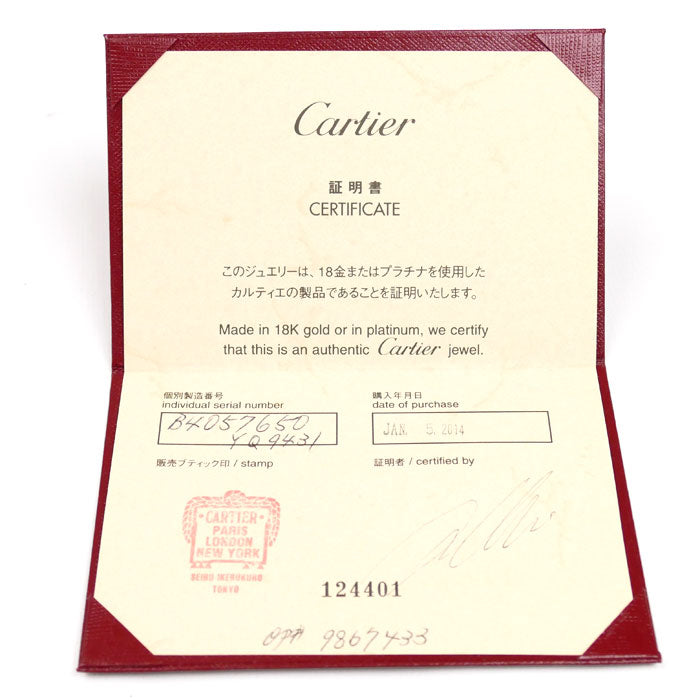 Cartier
証明書
CERTIFICATE
このジュエリーは、18金またはプラチナを使用した
カルティエの製品であることを証明いたします。
Made in 18K gold or in platinum, we certify
that this is an authentic Cartier jewel.
個別製造番号
individual serial number
B4057650
YQ9431
購入年月日
date of purchase
JAN. 5. 2014
販売ブティック印 / stamp
証明者 / certified by
CARTIER
PARIS
LONDON
NEW YORK
SEIBU IKEBUKURO
TOKYO
124401
9867433